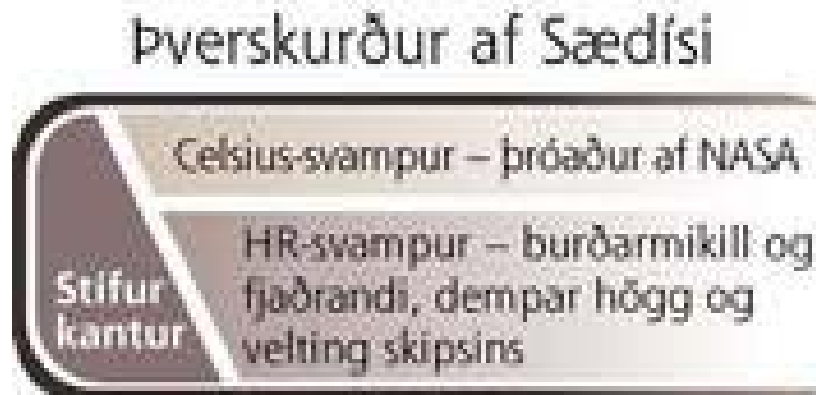 Þverskurður af Sædísi
Celsius-svampur – þróaður af NASA
HR-svampur – burðarmikill og
fjaðrandi, dempar högg og
velting skipsins
Stífur
kantur